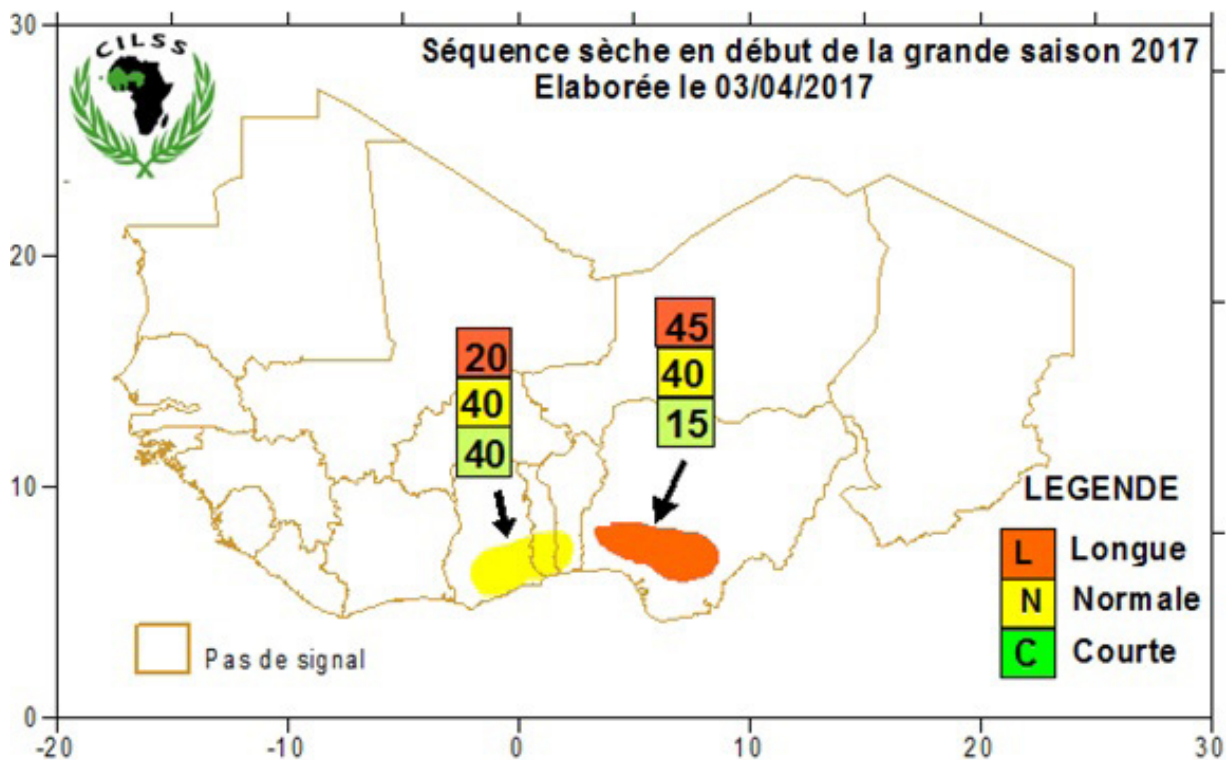 30
CILSS
Séquence sèche en début de la grande saison 2017
Elaborée le 03/04/2017
20
45
20
40
40
40
15
40
10
LEGENDE
L Longue
N Normale
C Courte
Pas de signal
0
-20 -10 0 10 20 30